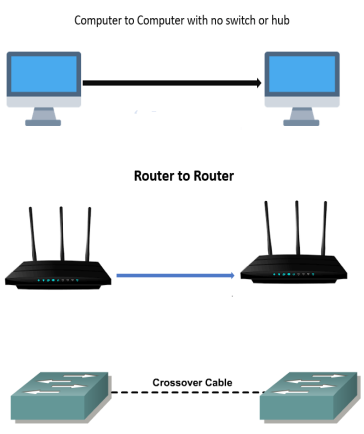 Computer to Computer with no switch or hub
Router to Router
Crossover Cable